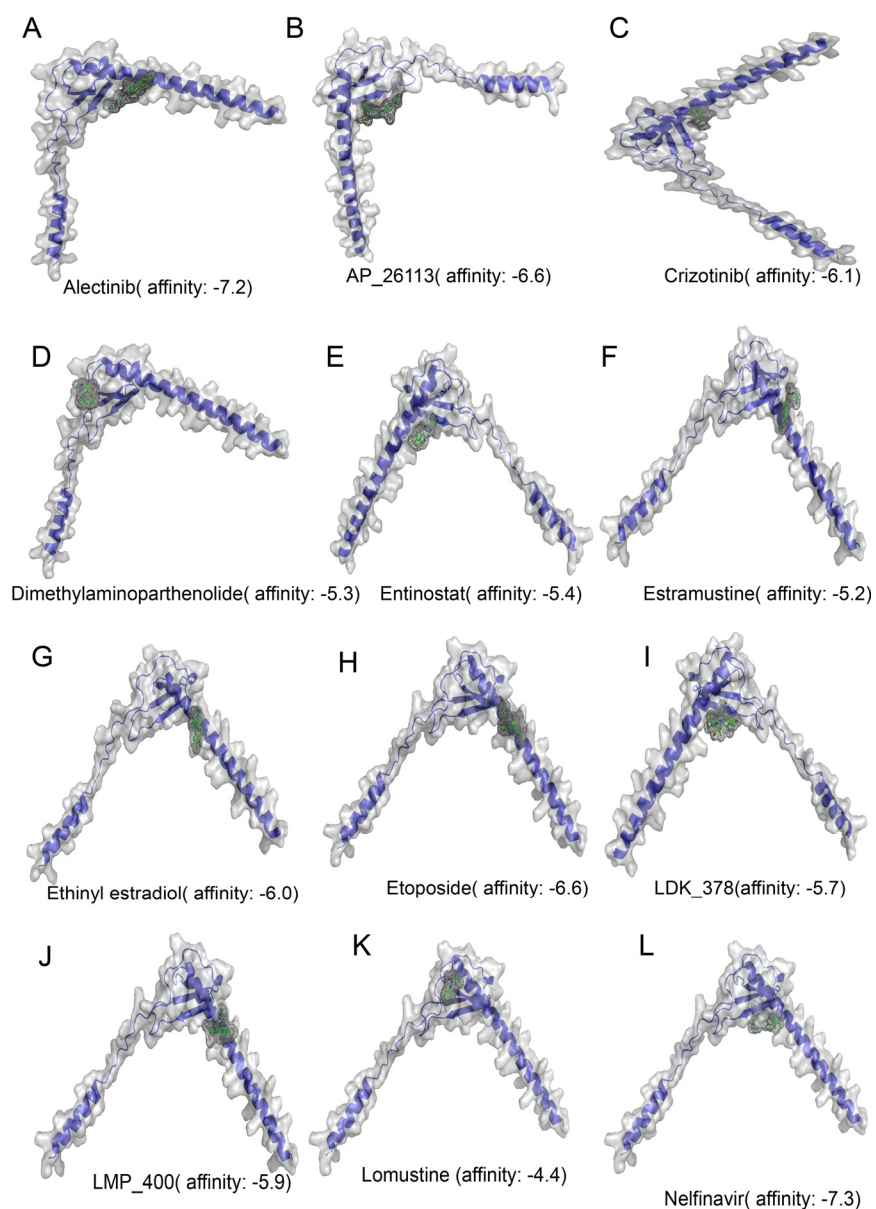 A
B
C
Alectinib( affinity: -7.2)
AP_26113( affinity: -6.6)
Crizotinib( affinity: -6.1)
D
E
F
Dimethylaminoparthenolide( affinity: -5.3)
Entinostat( affinity: -5.4)
Estramustine( affinity: -5.2)
G
H
I
Ethinyl estradiol( affinity: -6.0)
Etoposide( affinity: -6.6)
LDK_378(affinity: -5.7)
J
K
L
LMP_400( affinity: -5.9)
Lomustine (affinity: -4.4)
Nelfinavir( affinity: -7.3)